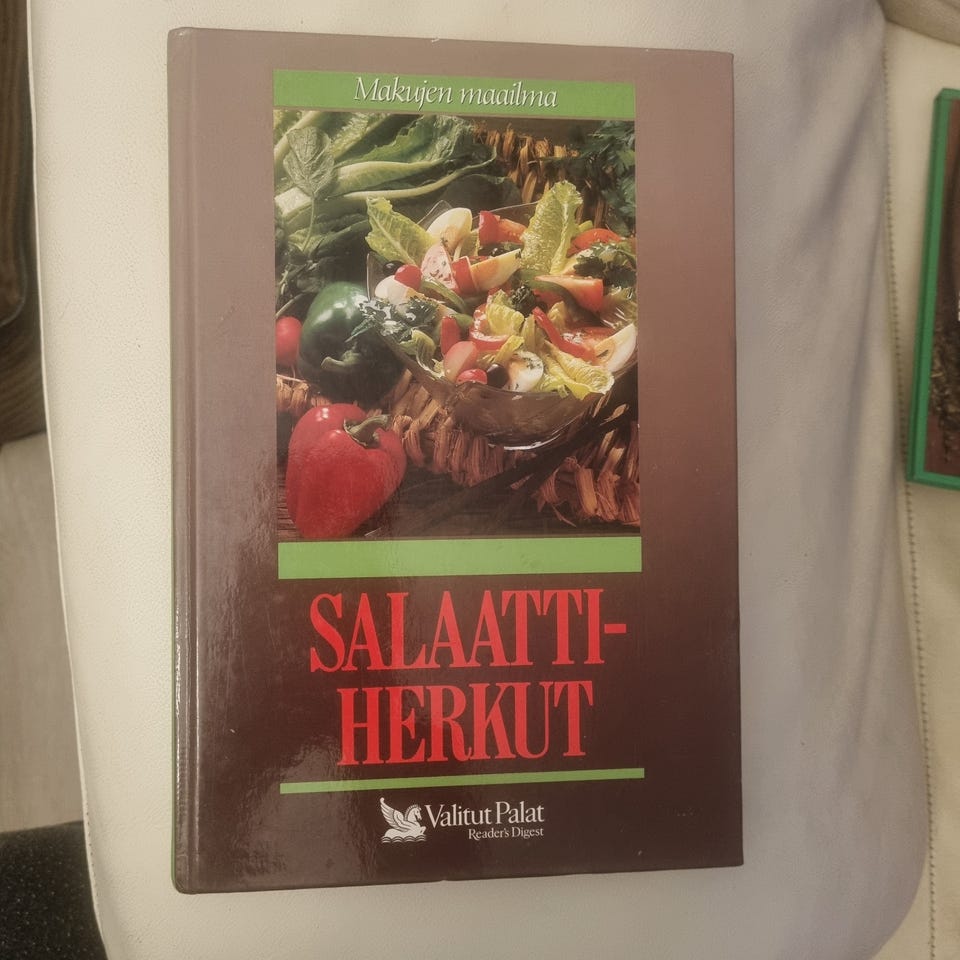 Makujen maailma
SALAATTI-
HERKUT
Valitut Palat
Reader's Digest